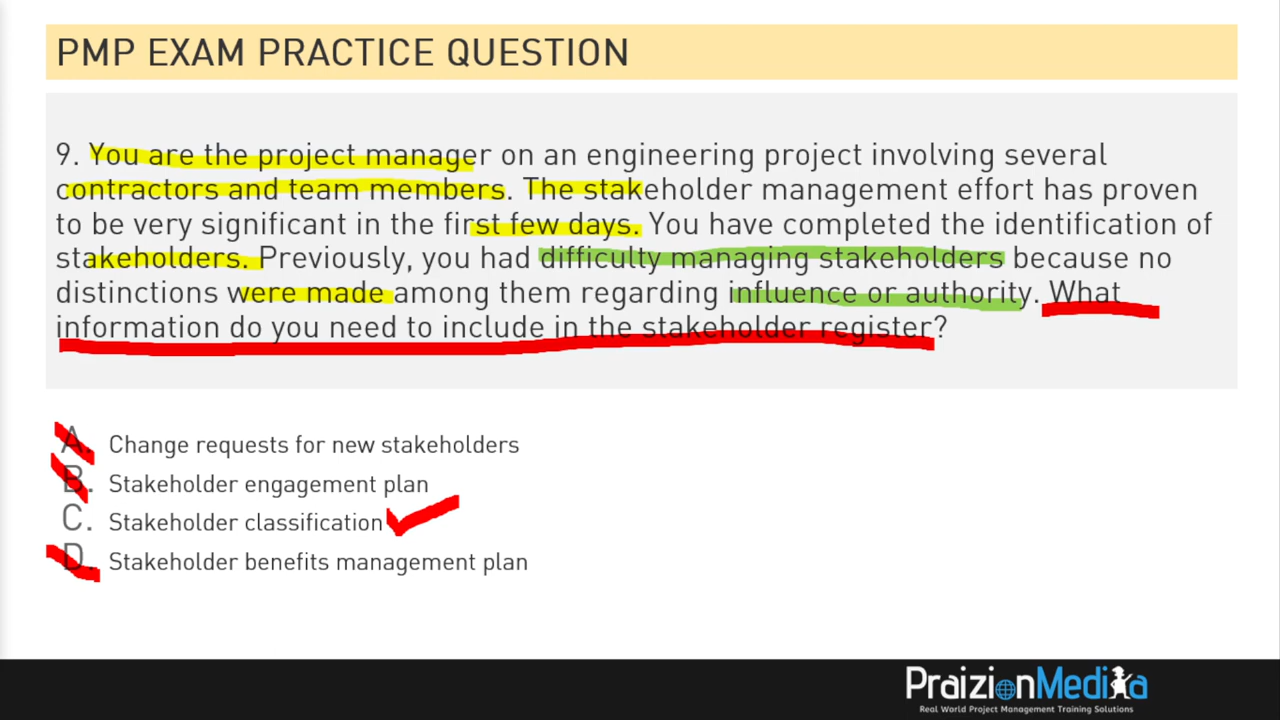 PMP EXAM PRACTICE QUESTION
9. You are the project manager on an engineering project involving several
contractors and team members. The stakeholder management effort has proven
to be very significant in the first few days. You have completed the identification of
stakeholders. Previously, you had difficulty managing stakeholders because no
distinctions were made among them regarding influence or authority. What
information do you need to include in the stakeholder register?
A. Change requests for new stakeholders
B. Stakeholder engagement plan
C. Stakeholder classification
D. Stakeholder benefits management plan
PraizionMedia
Real World Project Management Training Solutions